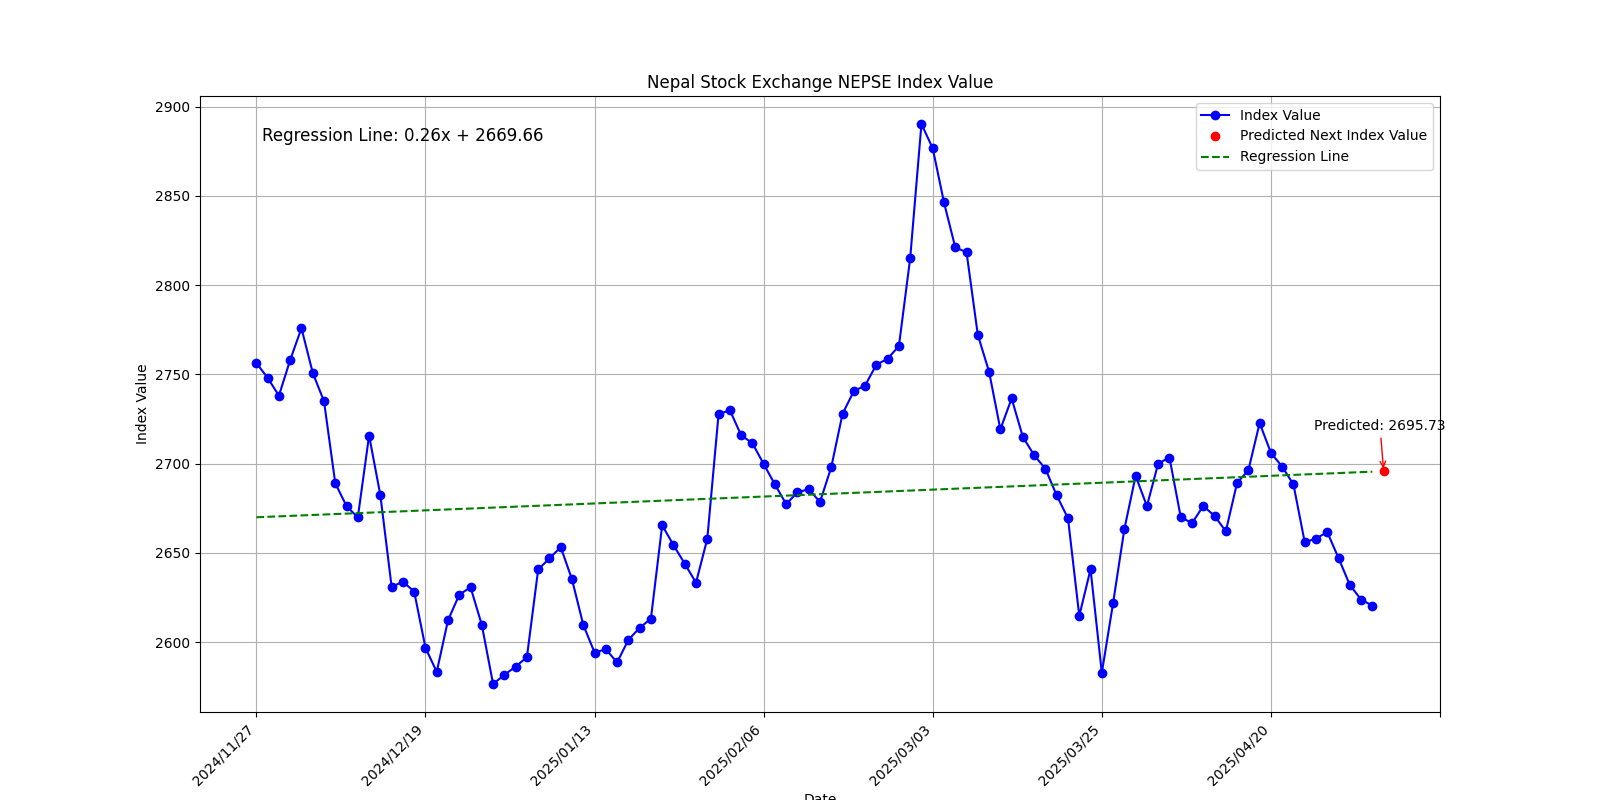 Nepal Stock Exchange NEPSE Index Value
Regression Line: 0.26x + 2669.66
Index Value
Predicted Next Index Value
Regression Line
2900
2850
2800
2750
2700
2650
2600
Index Value
Predicted: 2695.73
2024/11/27
2024/12/19
2025/01/13
2025/02/06
2025/03/03
2025/03/25
2025/04/20
Date